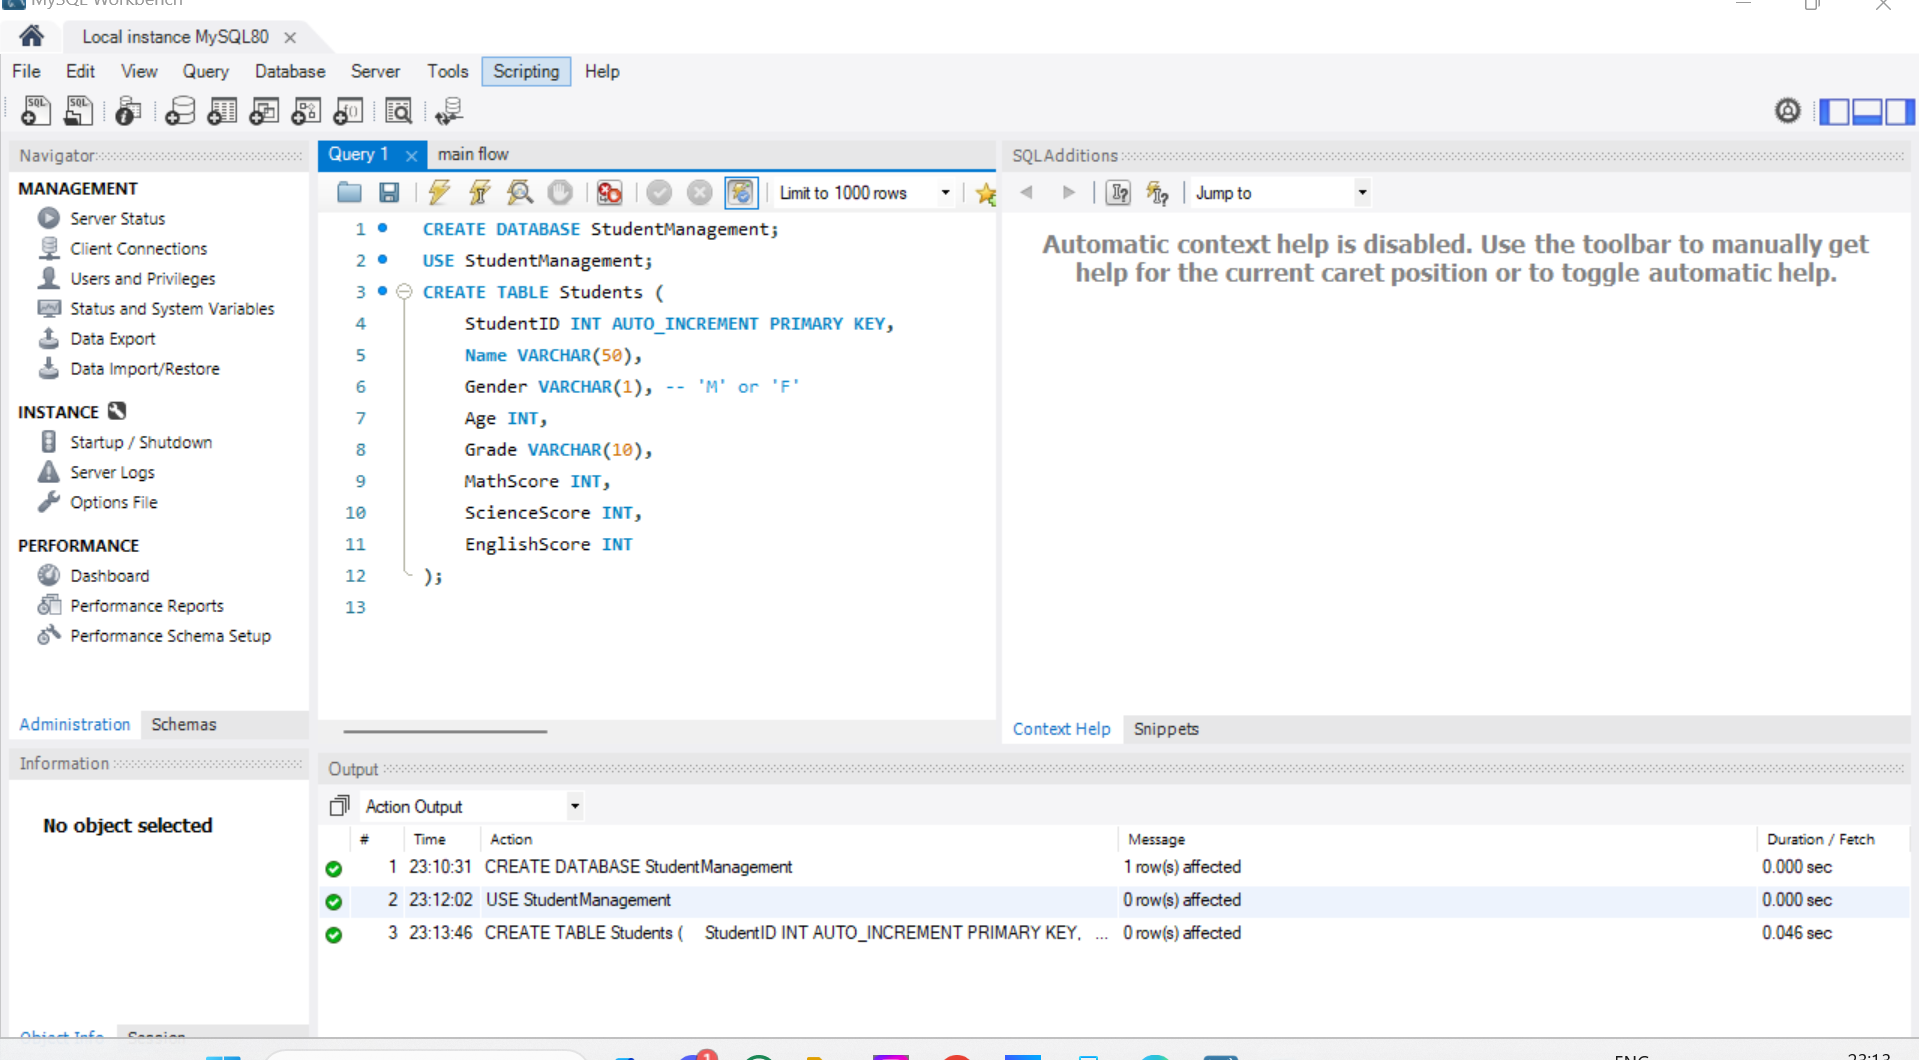 MySQL Workbench
Local instance MySQL80
File Edit View Query Database Server Tools Scripting Help
Navigator
MANAGEMENT
Server Status
Client Connections
Users and Privileges
Status and System Variables
Data Export
Data Import/Restore
INSTANCE
Startup / Shutdown
Server Logs
Options File
PERFORMANCE
Dashboard
Performance Reports
Performance Schema Setup
Administration Schemas
Information
No object selected
Object Info Session
Query 1 main flow
Limit to 1000 rows
1 CREATE DATABASE StudentManagement;
2 USE StudentManagement;
3 CREATE TABLE Students (
4 StudentID INT AUTO_INCREMENT PRIMARY KEY,
5 Name VARCHAR(50),
6 Gender VARCHAR(1), -- 'M' or 'F'
7 Age INT,
8 Grade VARCHAR(10),
9 MathScore INT,
10 ScienceScore INT,
11 EnglishScore INT
12 );
13
SQLAdditions
Jump to
Automatic context help is disabled. Use the toolbar to manually get
help for the current caret position or to toggle automatic help.
Context Help Snippets
Output
Action Output
# Time Action Message Duration / Fetch
1 23:10:31 CREATE DATABASE StudentManagement 1 row(s) affected 0.000 sec
2 23:12:02 USE StudentManagement 0 row(s) affected 0.000 sec
3 23:13:46 CREATE TABLE Students ( StudentID INT AUTO_INCREMENT PRIMARY KEY, ... 0 row(s) affected 0.046 sec
1
ENG 23:13